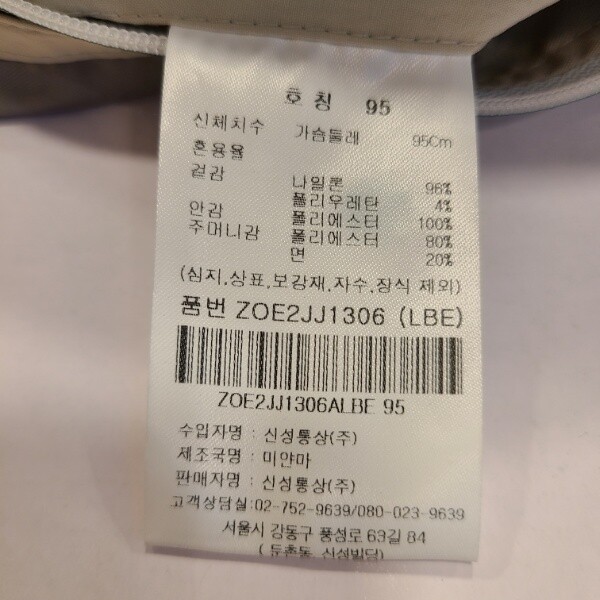 호칭 95
신체치수 가슴둘레 95Cm
혼용율
겉감 나일론 96%
폴리우레탄 4%
안감 폴리에스터 100%
주머니감 폴리에스터 80%
면 20%
(심지,상표,보강재,자수,장식 제외)
품번 ZOE2JJ1306 (LBE)
ZOE2JJ1306ALBE 95
수입자명 : 신성통상(주)
제조국명 : 미얀마
판매자명 : 신성통상(주)
고객상담실:02-752-9639/080-023-9639
서울시 강동구 풍성로 63길 84
( 둔촌동, 신성빌딩)